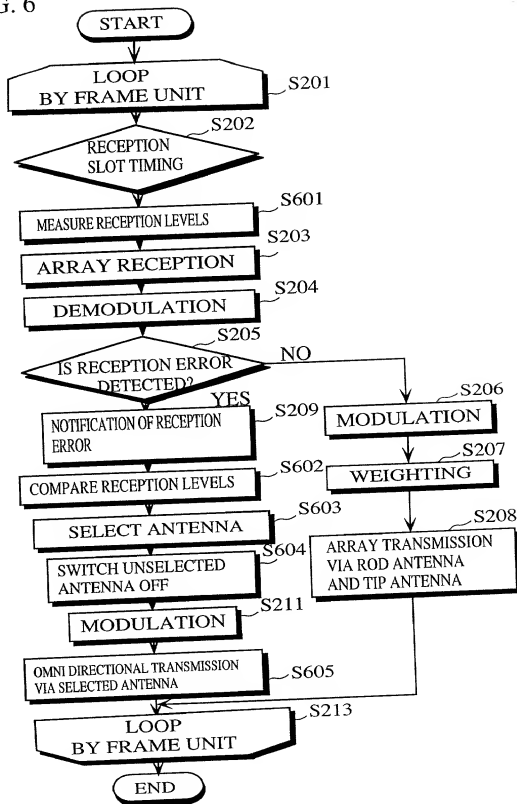 G. 6
START
LOOP
BY FRAME UNIT
S201
S202
RECEPTION
SLOT TIMING
S601
MEASURE RECEPTION LEVELS
S203
ARRAY RECEPTION
S204
DEMODULATION
S205
IS RECEPTION ERROR
DETECTED?
NO
YES
S206
MODULATION
S207
WEIGHTING
S208
ARRAY TRANSMISSION
VIA ROD ANTENNA
AND TIP ANTENNA
S209
NOTIFICATION OF RECEPTION
ERROR
S602
COMPARE RECEPTION LEVELS
S603
SELECT ANTENNA
S604
SWITCH UNSELECTED
ANTENNA OFF
S211
MODULATION
OMNI DIRECTIONAL TRANSMISSION
VIA SELECTED ANTENNA
S605
S213
LOOP
BY FRAME UNIT
END